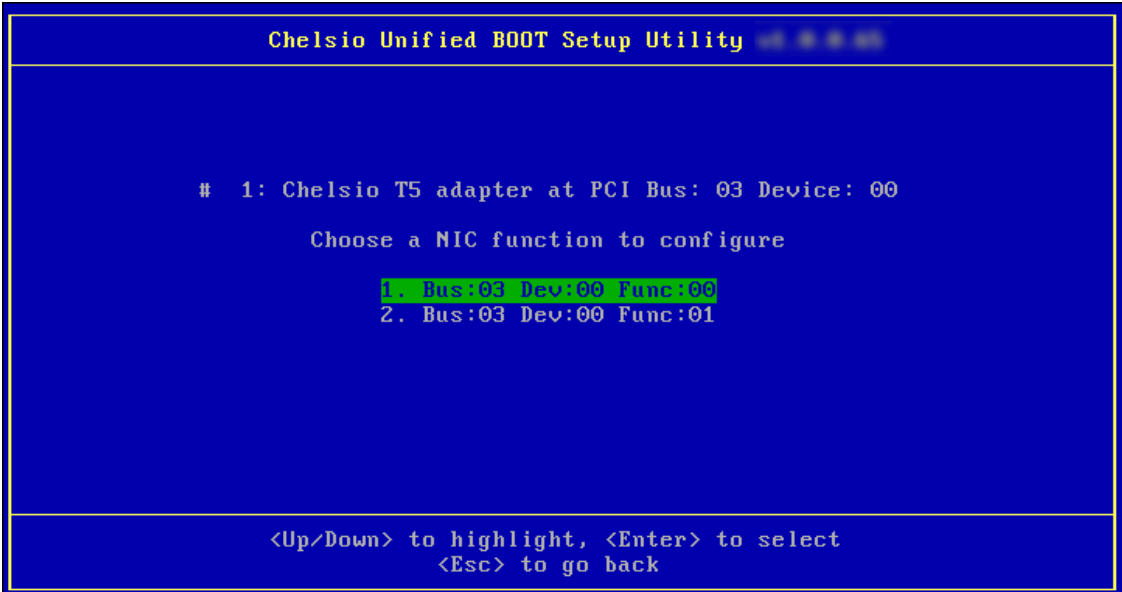 Chelsio Unified BOOT Setup Utility
# 1: Chelsio T5 adapter at PCI Bus: 03 Device: 00
Choose a NIC function to configure
1. Bus:03 Dev:00 Func:00
2. Bus:03 Dev:00 Func:01
<Up/Down> to highlight, <Enter> to select
<Esc> to go back